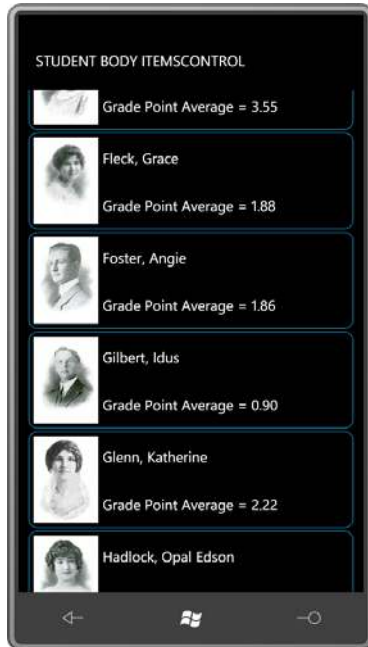 STUDENT BODY ITEMSCONTROL
Grade Point Average = 3.55
Fleck, Grace
Grade Point Average = 1.88
Foster, Angie
Grade Point Average = 1.86
Gilbert, Idus
Grade Point Average = 0.90
Glenn, Katherine
Grade Point Average = 2.22
Hadlock, Opal Edson